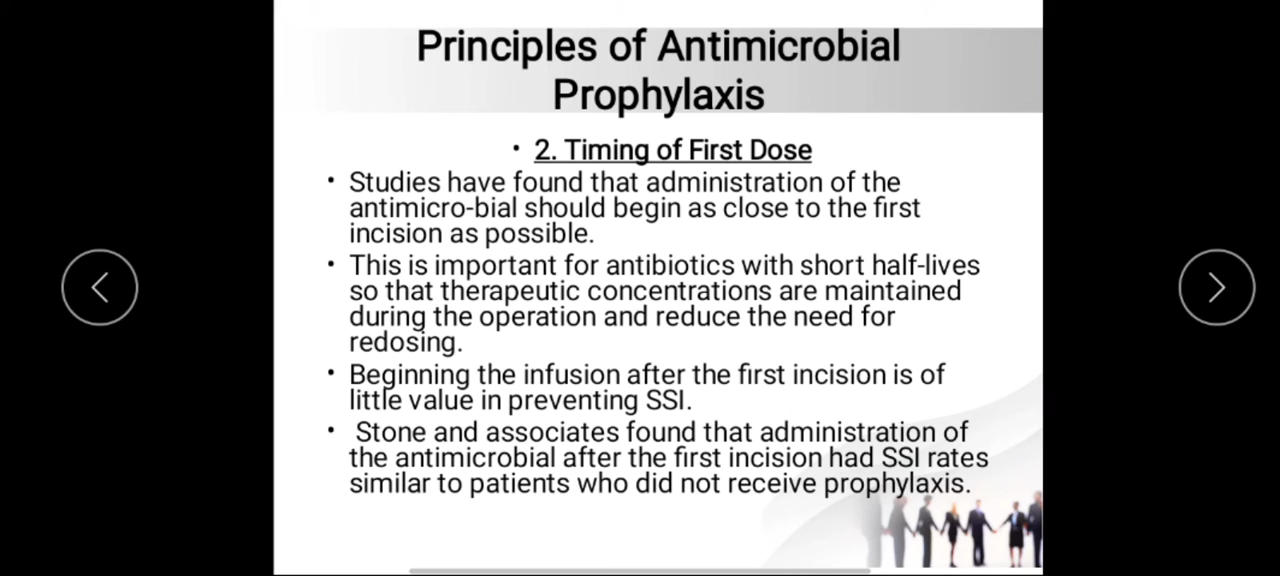 Principles of Antimicrobial
Prophylaxis
• 2. Timing of First Dose
• Studies have found that administration of the
antimicro-bial should begin as close to the first
incision as possible.
• This is important for antibiotics with short half-lives
so that therapeutic concentrations are maintained
during the operation and reduce the need for
redosing.
• Beginning the infusion after the first incision is of
little value in preventing SSI.
• Stone and associates found that administration of
the antimicrobial after the first incision had SSI rates
similar to patients who did not receive prophylaxis.